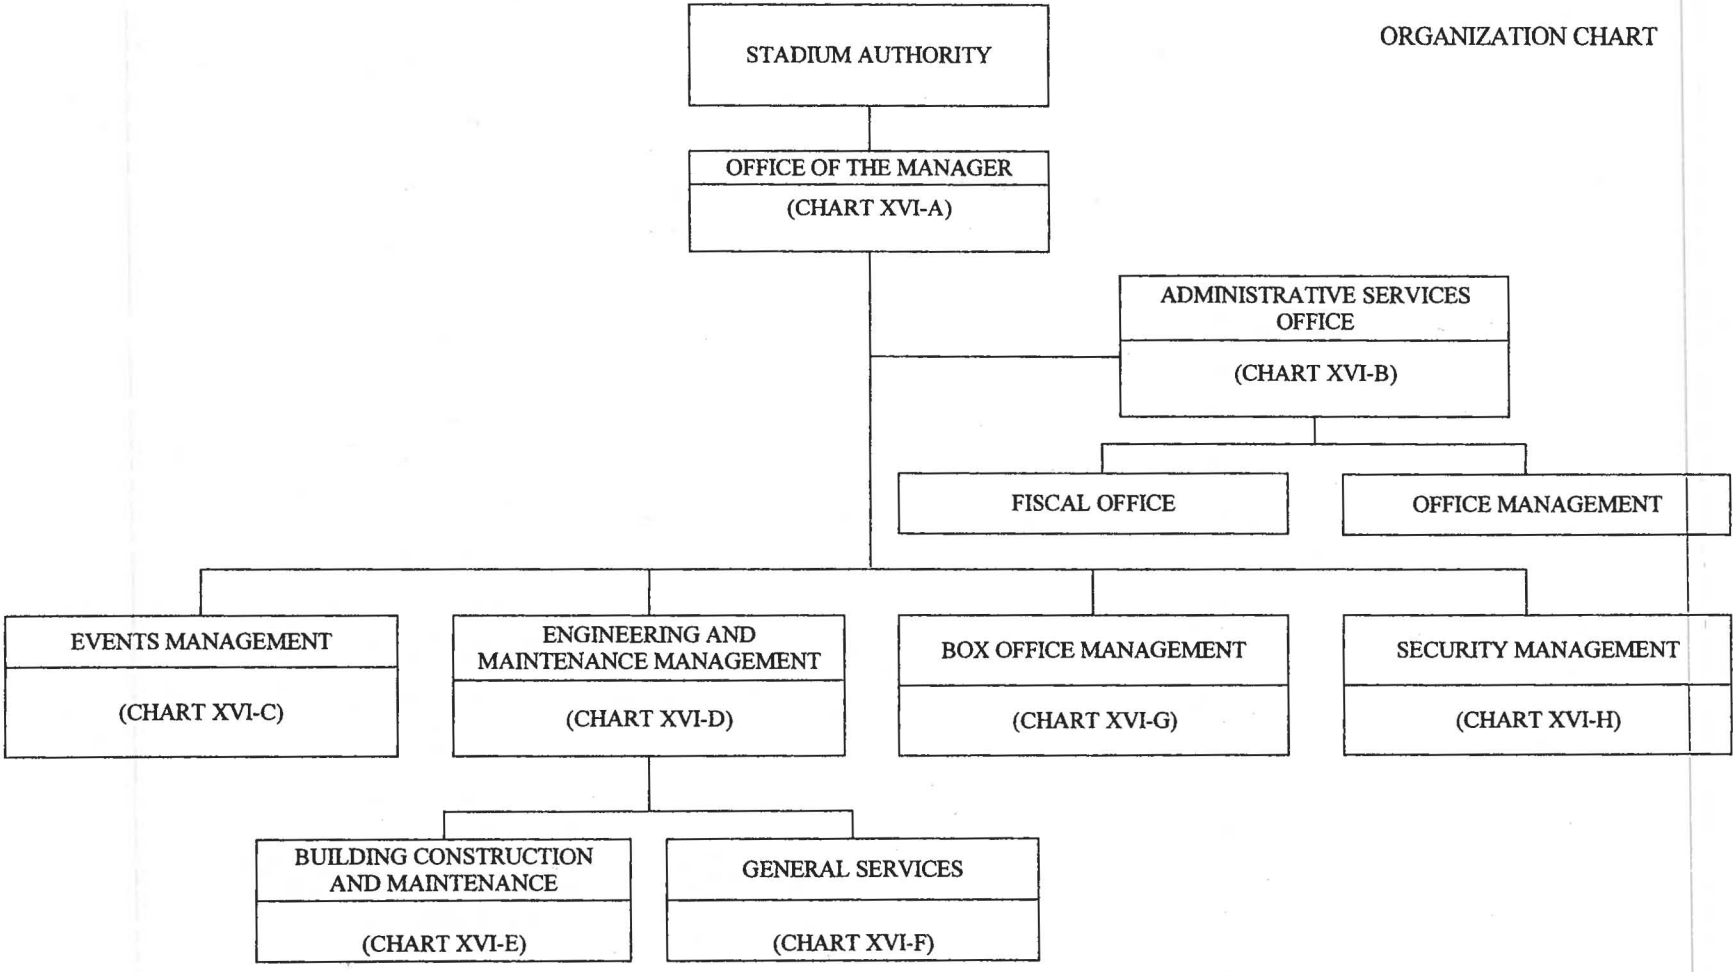 ORGANIZATION CHART
STADIUM AUTHORITY
OFFICE OF THE MANAGER
(CHART XVI-A)
ADMINISTRATIVE SERVICES
OFFICE
(CHART XVI-B)
FISCAL OFFICE
OFFICE MANAGEMENT
EVENTS MANAGEMENT
(CHART XVI-C)
ENGINEERING AND
MAINTENANCE MANAGEMENT
(CHART XVI-D)
BOX OFFICE MANAGEMENT
(CHART XVI-G)
SECURITY MANAGEMENT
(CHART XVI-H)
BUILDING CONSTRUCTION
AND MAINTENANCE
(CHART XVI-E)
GENERAL SERVICES
(CHART XVI-F)